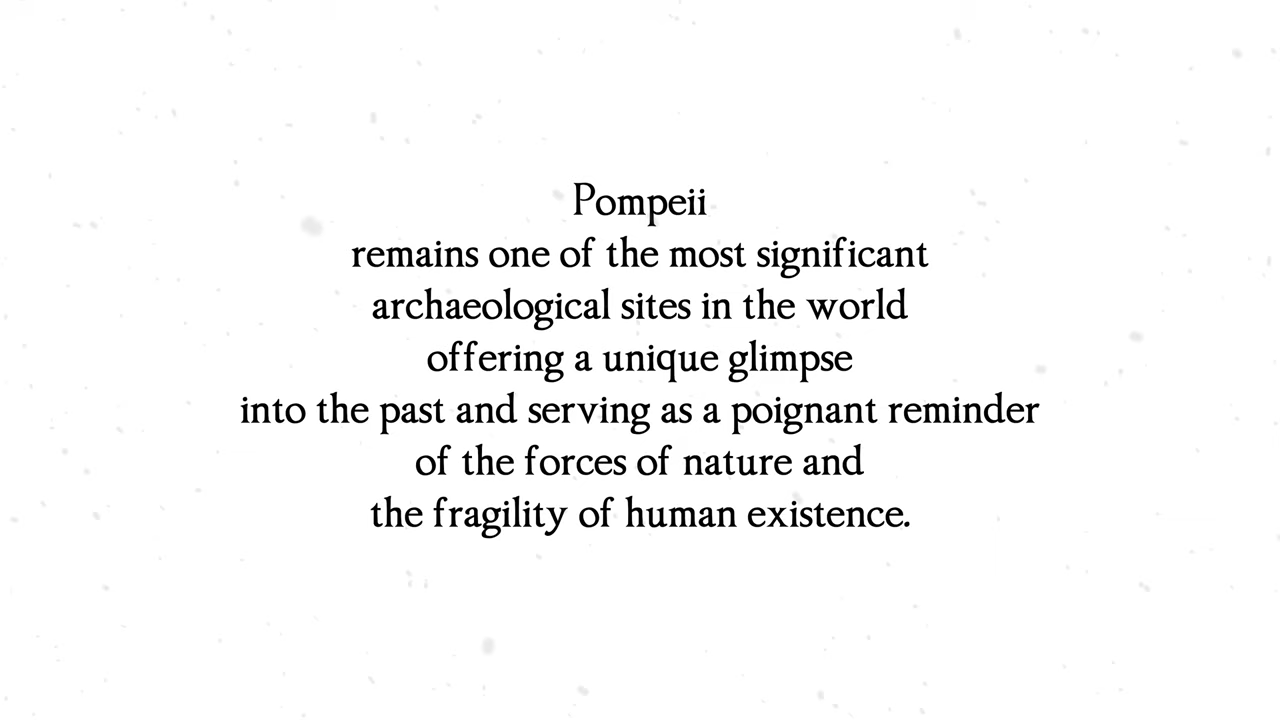 Pompeii
remains one of the most significant
archaeological sites in the world
offering a unique glimpse
into the past and serving as a poignant reminder
of the forces of nature and
the fragility of human existence.